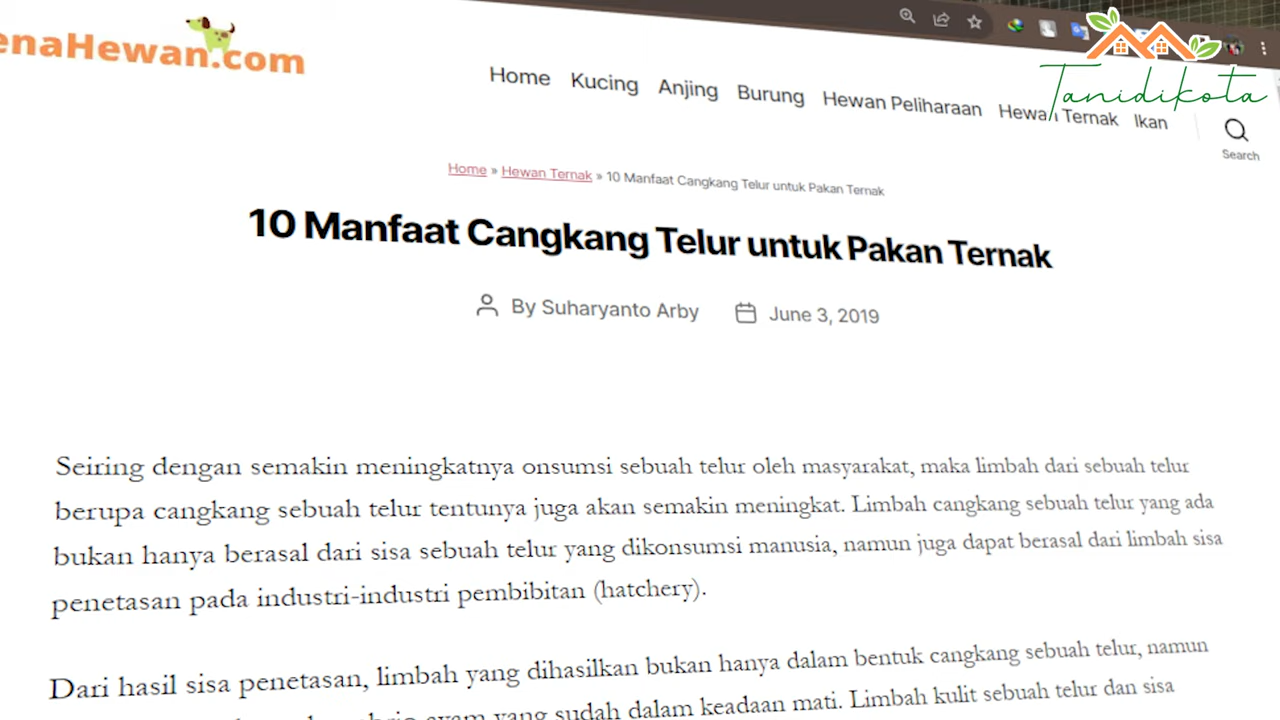 enaHewan.com
Tanidikota
Home Kucing Anjing Burung Hewan Peliharaan Hewan Ternak Ikan
Search
Home » Hewan Ternak » 10 Manfaat Cangkang Telur untuk Pakan Ternak
10 Manfaat Cangkang Telur untuk Pakan Ternak
By Suharyanto Arby June 3, 2019
Seiring dengan semakin meningkatnya onsumsi sebuah telur oleh masyarakat, maka limbah dari sebuah telur
berupa cangkang sebuah telur tentunya juga akan semakin meningkat. Limbah cangkang sebuah telur yang ada
bukan hanya berasal dari sisa sebuah telur yang dikonsumsi manusia, namun juga dapat berasal dari limbah sisa
penetasan pada industri-industri pembibitan (hatchery).
Dari hasil sisa penetasan, limbah yang dihasilkan bukan hanya dalam bentuk cangkang sebuah telur, namun
ayam yang sudah dalam keadaan mati. Limbah kulit sebuah telur dan sisa